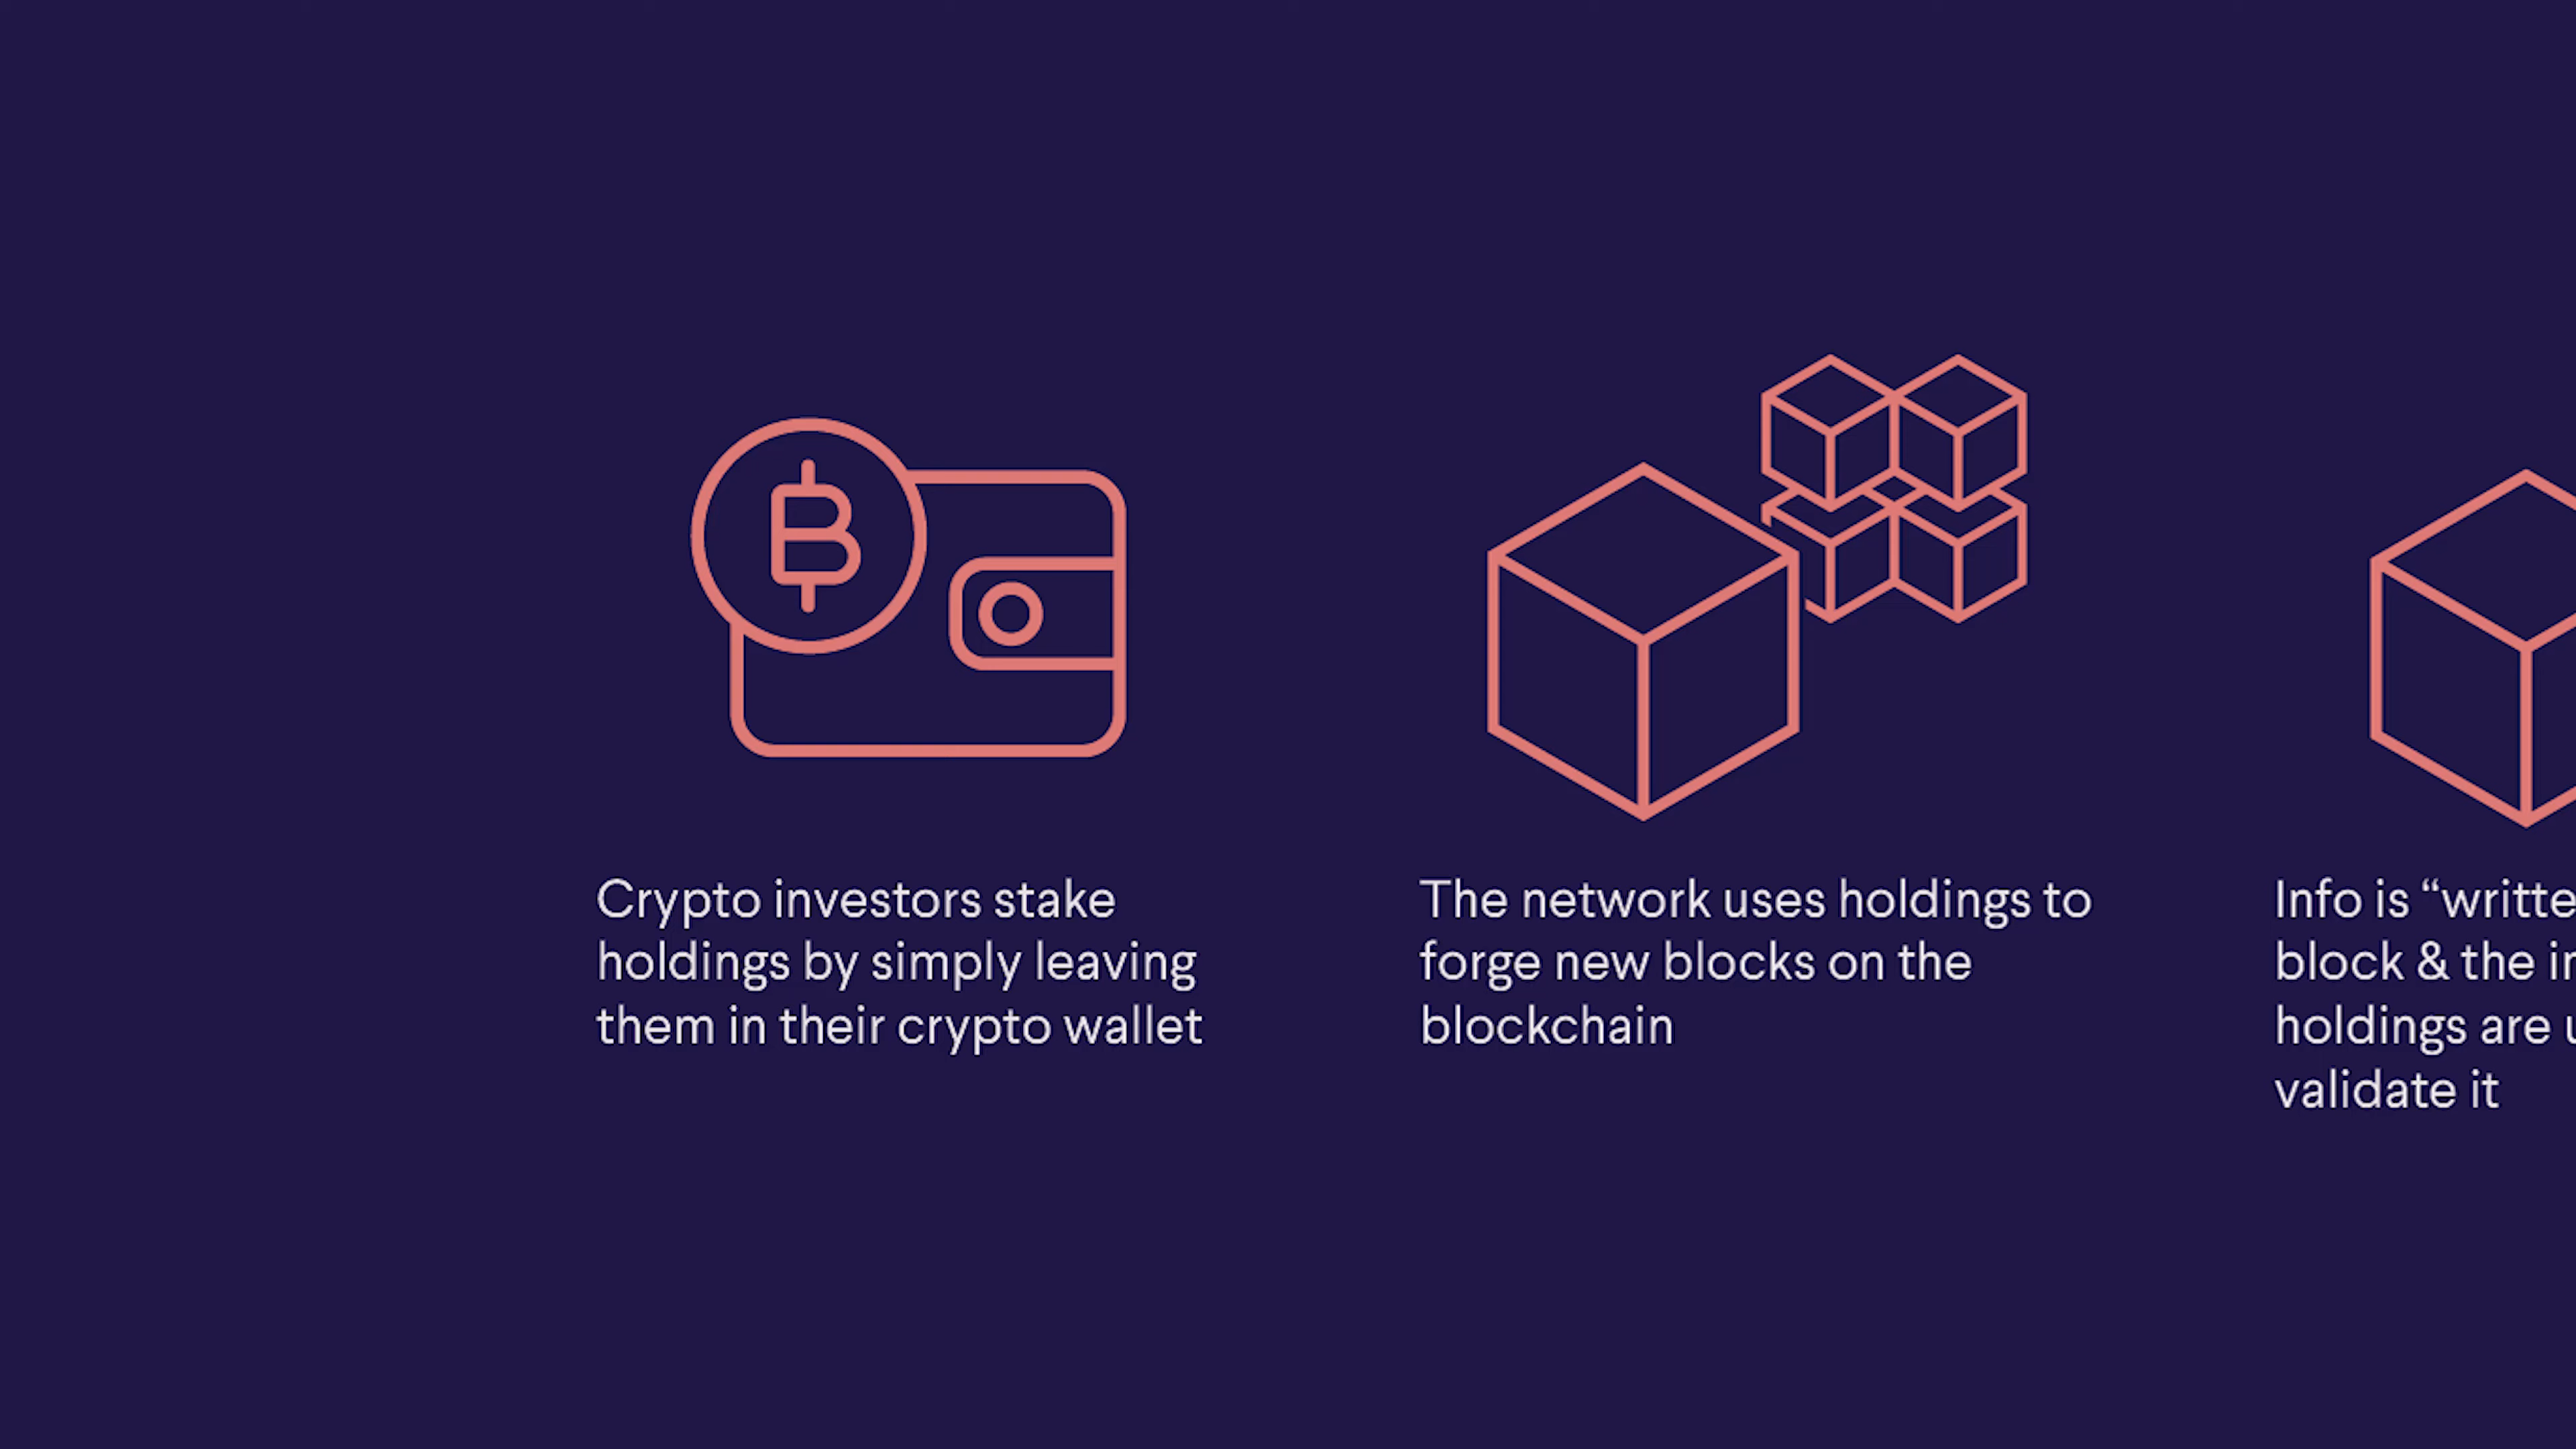 Crypto investors stake
holdings by simply leaving
them in their crypto wallet
The network uses holdings to
forge new blocks on the
blockchain
Info is “
block & the
holdings are
validate it